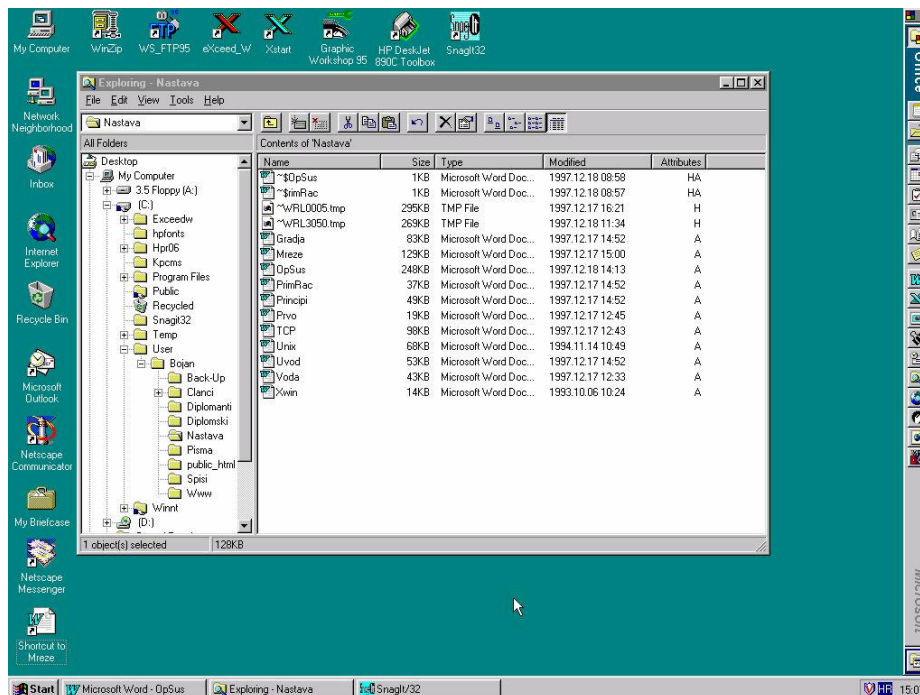 My Computer
WinZip
WS_FTP95
eXceed_W
Xstart
Graphic
Workshop 95
HP DeskJet
890C Toolbox
SnagIt32
Network
Neighborhood
Inbox
Internet
Explorer
Recycle Bin
Microsoft
Outlook
Netscape
Communicator
My Briefcase
Netscape
Messenger
Shortcut to
Mreze
Exploring - Nastava
File Edit View Tools Help
Nastava
All Folders
Contents of 'Nastava'
Desktop
My Computer
3.5 Floppy (A:)
(C:)
Exceedw
hpfonts
Hpr06
Kpcms
Program Files
Public
Recycled
Snagit32
Temp
User
Bojan
Back-Up
Clanci
Diplomanti
Diplomski
Nastava
Pisma
public_html
Spisi
Www
Winnt
(D:)
Name Size Type Modified Attributes
~$OpSus 1KB Microsoft Word Doc... 1997.12.18 08:58 HA
~$rimRac 1KB Microsoft Word Doc... 1997.12.18 08:57 HA
~WRL0005.tmp 295KB TMP File 1997.12.17 16:21 H
~WRL3050.tmp 269KB TMP File 1997.12.18 11:34 H
Gradja 83KB Microsoft Word Doc... 1997.12.17 14:52 A
Mreze 129KB Microsoft Word Doc... 1997.12.17 15:00 A
OpSus 248KB Microsoft Word Doc... 1997.12.18 14:13 A
PrimRac 37KB Microsoft Word Doc... 1997.12.17 14:52 A
Principi 49KB Microsoft Word Doc... 1997.12.17 14:52 A
Prvo 19KB Microsoft Word Doc... 1997.12.17 12:45 A
TCP 98KB Microsoft Word Doc... 1997.12.17 12:43 A
Unix 68KB Microsoft Word Doc... 1994.11.14 10:49 A
Uvod 53KB Microsoft Word Doc... 1997.12.17 14:52 A
Voda 43KB Microsoft Word Doc... 1997.12.17 12:33 A
Xwin 14KB Microsoft Word Doc... 1993.10.06 10:24 A
1 object(s) selected 128KB
Office
Microsoft
Start
Microsoft Word - OpSus
Exploring - Nastava
SnagIt/32
HR